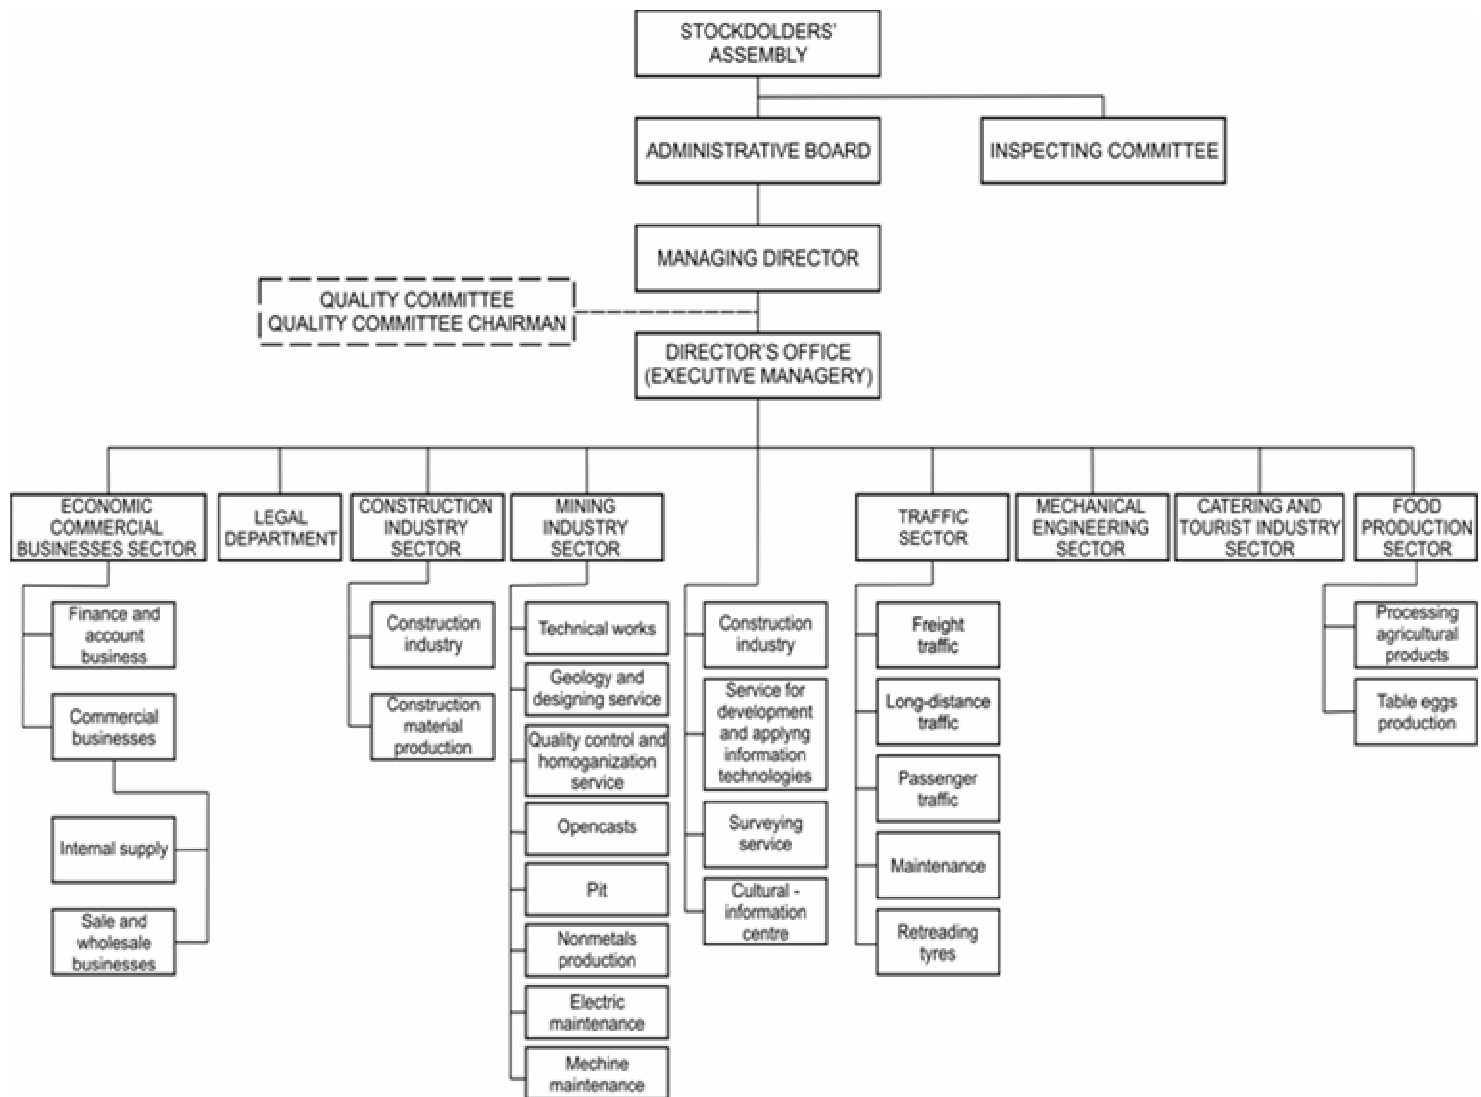 STOCKDOLDERS'
ASSEMBLY
ADMINISTRATIVE BOARD
INSPECTING COMMITTEE
MANAGING DIRECTOR
QUALITY COMMITTEE
QUALITY COMMITTEE CHAIRMAN
DIRECTOR'S OFFICE
(EXECUTIVE MANAGERY)
ECONOMIC
COMMERCIAL
BUSINESSES SECTOR
LEGAL
DEPARTMENT
CONSTRUCTION
INDUSTRY
SECTOR
MINING
INDUSTRY
SECTOR
TRAFFIC
SECTOR
MECHANICAL
ENGINEERING
SECTOR
CATERING AND
TOURIST INDUSTRY
SECTOR
FOOD
PRODUCTION
SECTOR
Finance and
account
business
Commercial
businesses
Internal supply
Sale and
wholesale
businesses
Construction
industry
Construction
material
production
Technical works
Geology and
designing service
Quality control and
homoganization
service
Opencasts
Pit
Nonmetals
production
Electric
maintenance
Mechine
maintenance
Construction
industry
Service for
development
and applyng
information
technologies
Surveying
service
Cultural -
information
centre
Freight
traffic
Long-distance
traffic
Passenger
traffic
Maintenance
Retreading
tyres
Processing
agricultural
products
Table eggs
production